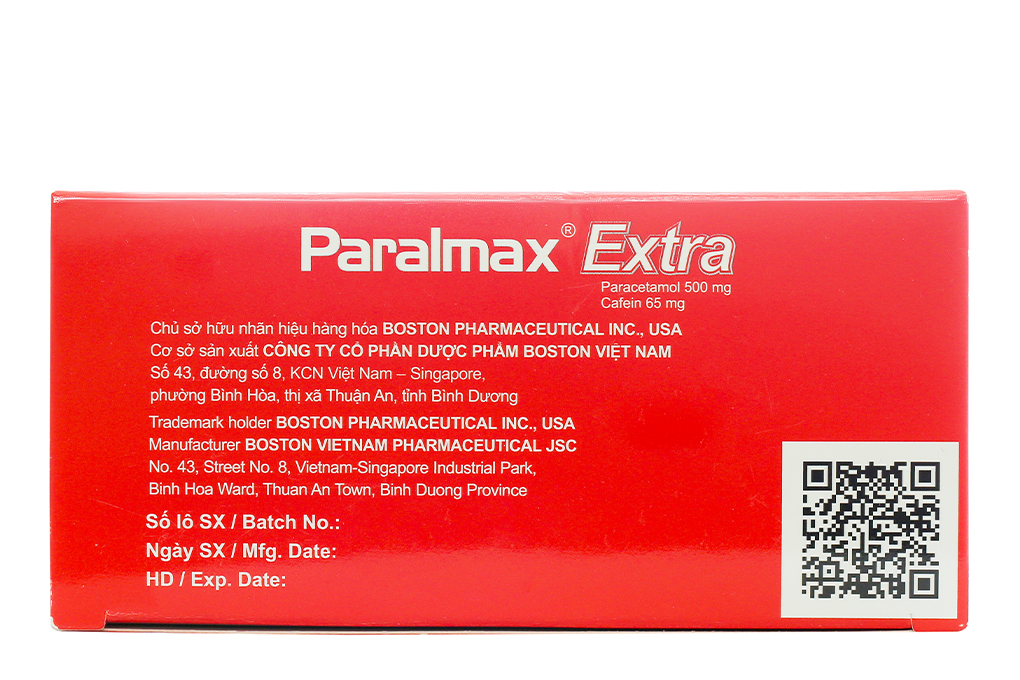 Paralmax® Extra
Paracetamol 500 mg
Cafein 65 mg
Chủ sở hữu nhãn hiệu hàng hóa BOSTON PHARMACEUTICAL INC., USA
Cơ sở sản xuất CÔNG TY CỔ PHẦN DƯỢC PHẨM BOSTON VIỆT NAM
Số 43, đường số 8, KCN Việt Nam – Singapore,
phường Bình Hòa, thị xã Thuận An, tỉnh Bình Dương
Trademark holder BOSTON PHARMACEUTICAL INC., USA
Manufacturer BOSTON VIETNAM PHARMACEUTICAL JSC
No. 43, Street No. 8, Vietnam-Singapore Industrial Park,
Binh Hoa Ward, Thuan An Town, Binh Duong Province
Số lô SX / Batch No.:
Ngày SX / Mfg. Date:
HD / Exp. Date: